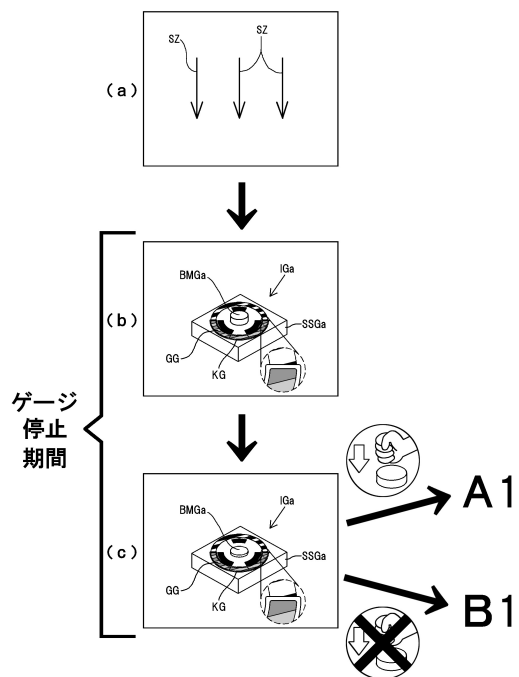 SZ
SZ
(a)
BMGa
IGa
(b)
SSGa
GG
KG
ゲージ
停止
期間
A1
BMGa
IGa
(c)
SSGa
GG
KG
B1